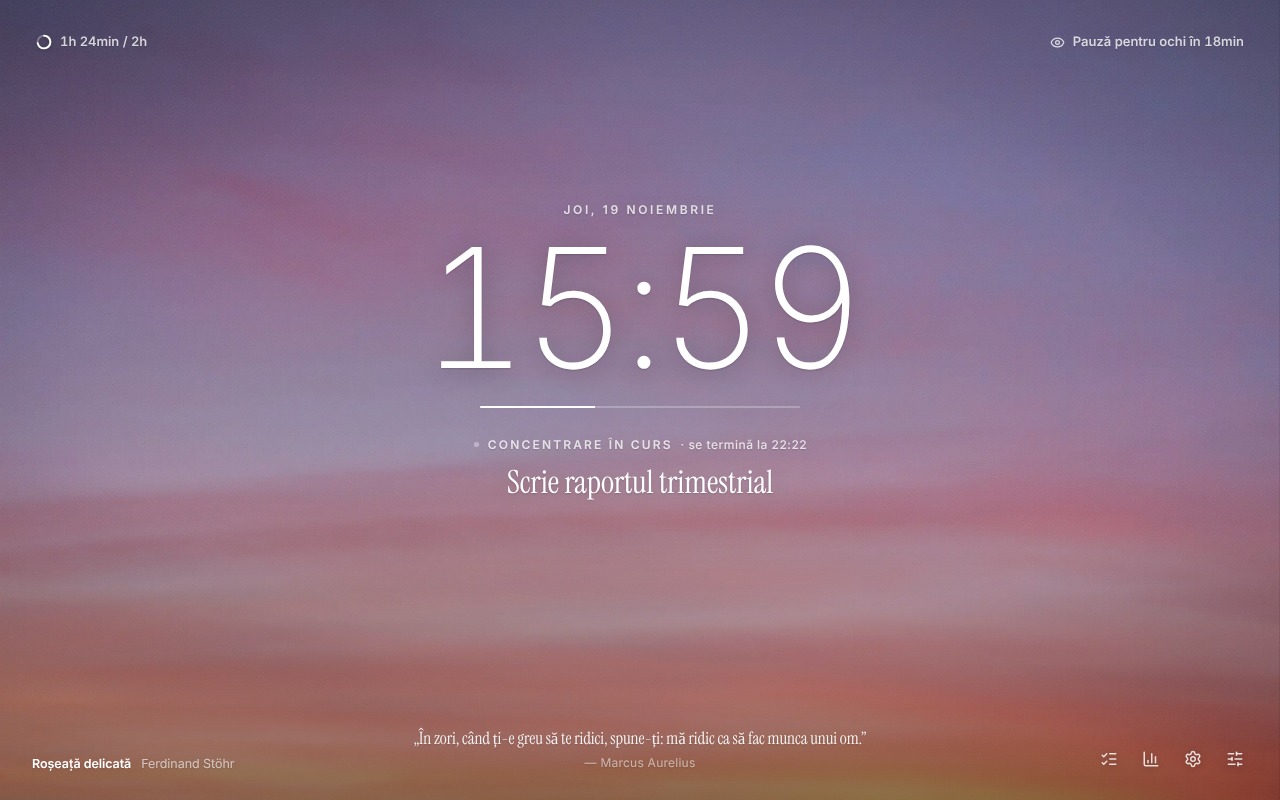 1h 24min / 2h
Pauză pentru ochi în 18min
JOI, 19 NOIEMBRIE
15:59
CONCENTRARE ÎN CURS · se termină la 22:22
Scrie raportul trimestrial
„În zori, când ți-e greu să te ridici, spune-ți: mă ridic ca să fac munca unui om.”
— Marcus Aurelius
Roșeață delicată Ferdinand Stöhr